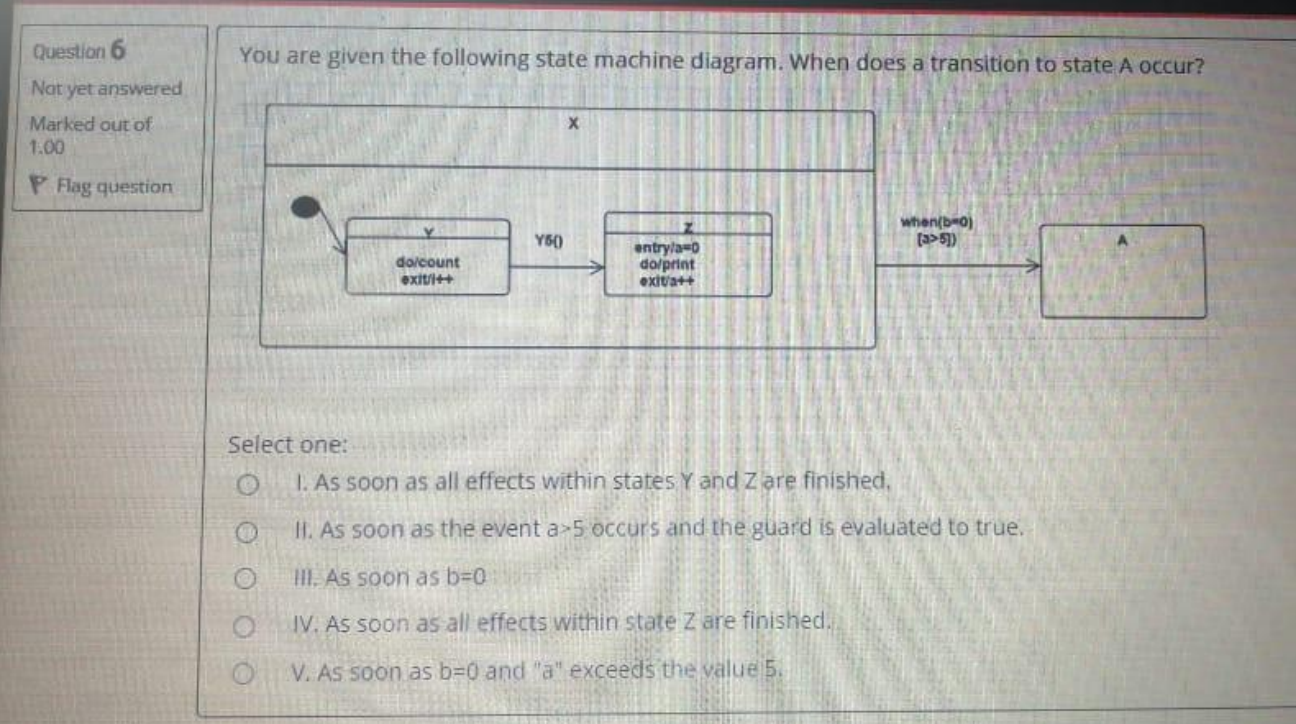 Question 6
Not yet answered
Marked out of
1.00
Flag question
You are given the following state machine diagram. When does a transition to state A occur?
X
Y
do/count
exit/i++
Y5()
Z
entry/a=0
do/print
exit/a++
when(b=0)
[a>5])
A
Select one:
I. As soon as all effects within states Y and Z are finished.
II. As soon as the event a>5 occurs and the guard is evaluated to true.
III. As soon as b=0
IV. As soon as all effects within state Z are finished.
V. As soon as b=0 and "a" exceeds the value 5.